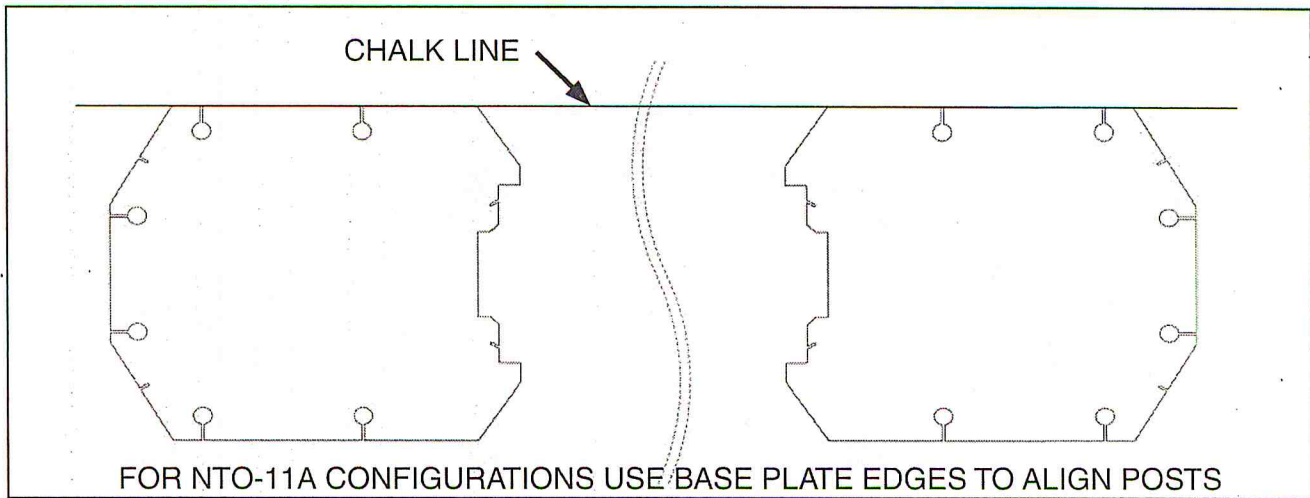 CHALK LINE
FOR NTO-11A CONFIGURATIONS USE BASE PLATE EDGES TO ALIGN POSTS